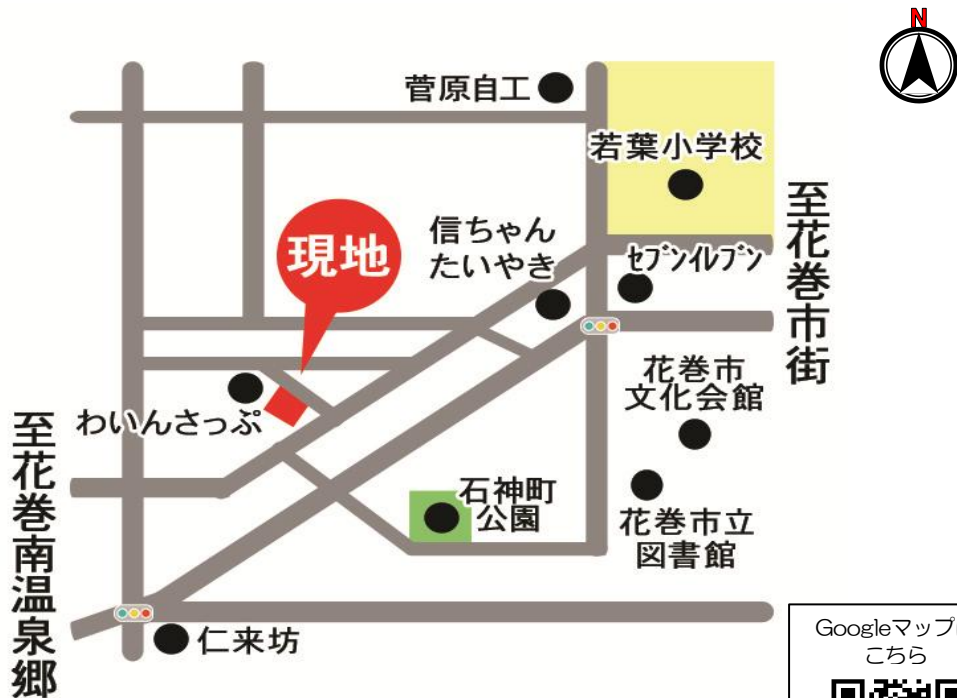 N
菅原自工
若葉小学校
至花巻市街
信ちゃん
たいやき
セブンイレブン
現地
花巻市
文化会館
わいんさっぷ
至花巻南温泉郷
石神町
公園
花巻市立
図書館
仁来坊
Googleマップ
こちら